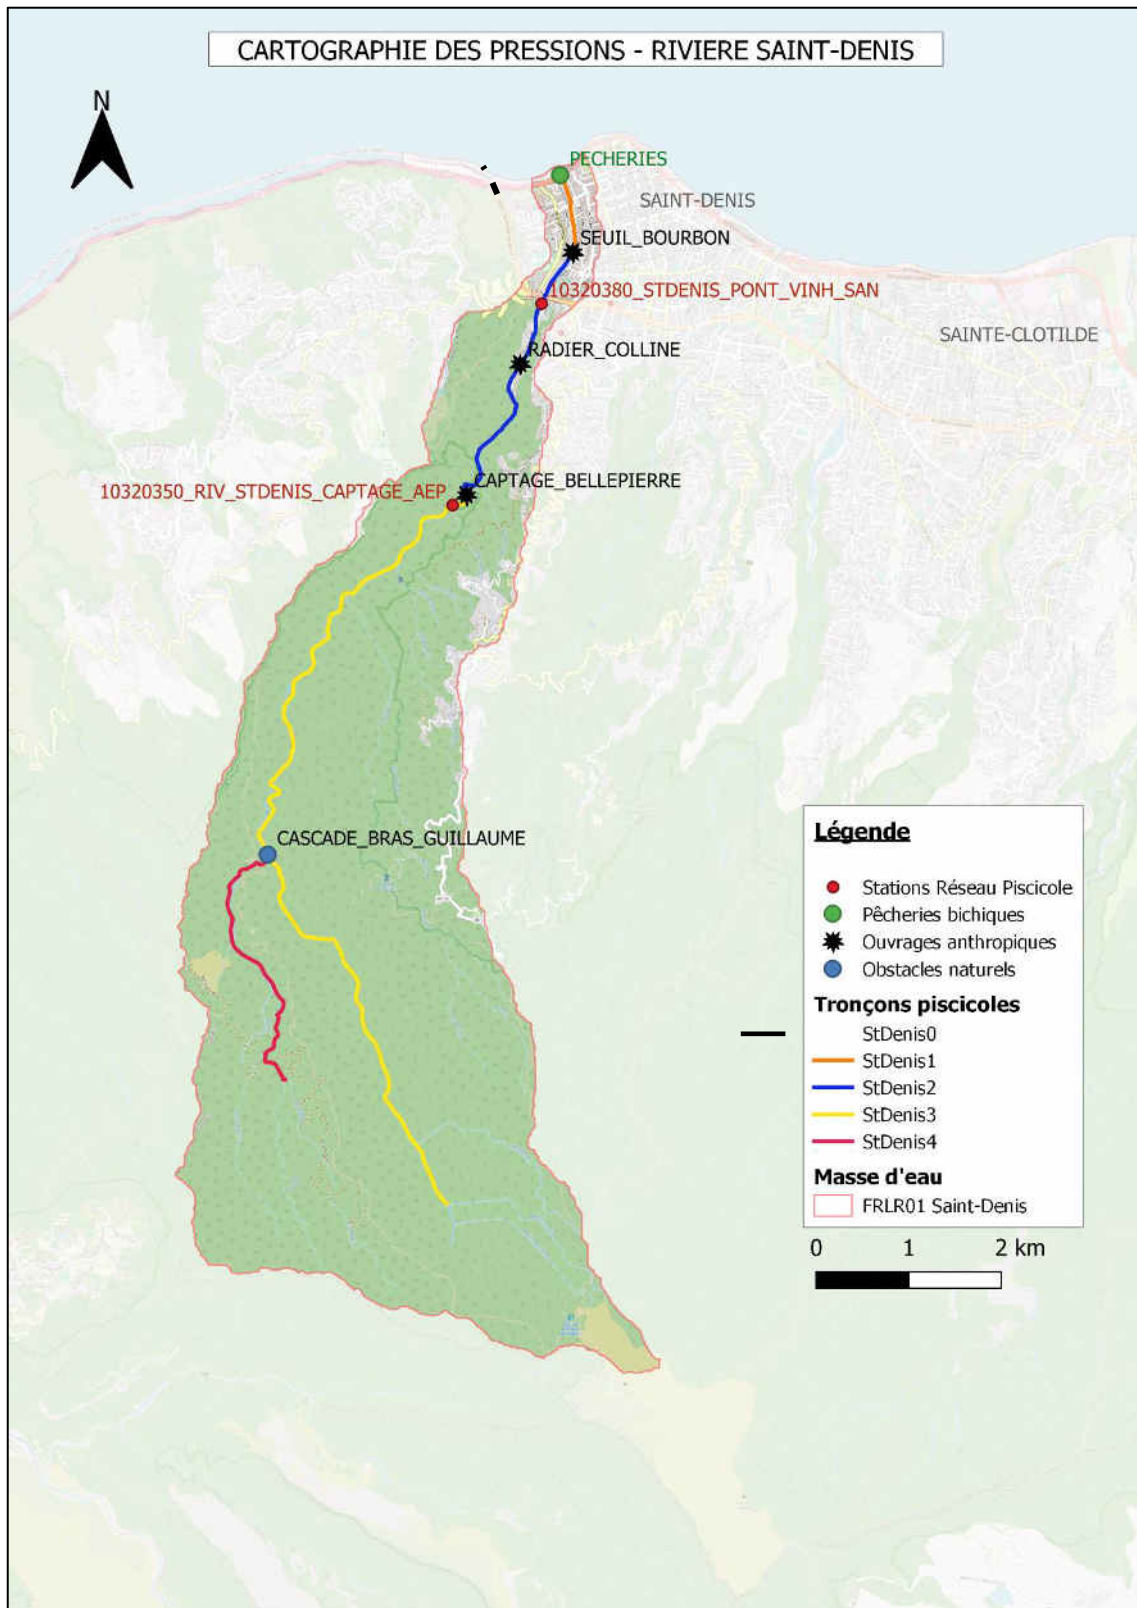 CARTOGRAPHIE DES PRESSIONS - RIVIERE SAINT-DENIS
N
PECHERIES
SAINT-DENIS
SEUIL_BOURBON
10320380_STDENIS_PONT_VINH_SAN
SAINTE-CLOTILDE
RADIER_COLLINE
CAPTAGE_BELLEPIERRE
10320350_RIV_STDENIS_CAPTAGE_AEP
CASCADE_BRAS_GUILLAUME
Légende
Stations Réseau Piscicole
Pêcheries bichiques
Ouvrages anthropiques
Obstacles naturels
Tronçons piscicoles
StDenis0
StDenis1
StDenis2
StDenis3
StDenis4
Masse d'eau
FRLR01 Saint-Denis
0 1 2 km